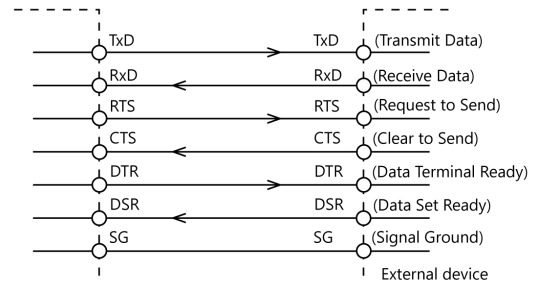 TxD TxD (Transmit Data)
RxD RxD (Receive Data)
RTS RTS (Request to Send)
CTS CTS (Clear to Send)
DTR DTR (Data Terminal Ready)
DSR DSR (Data Set Ready)
SG SG (Signal Ground)
External device